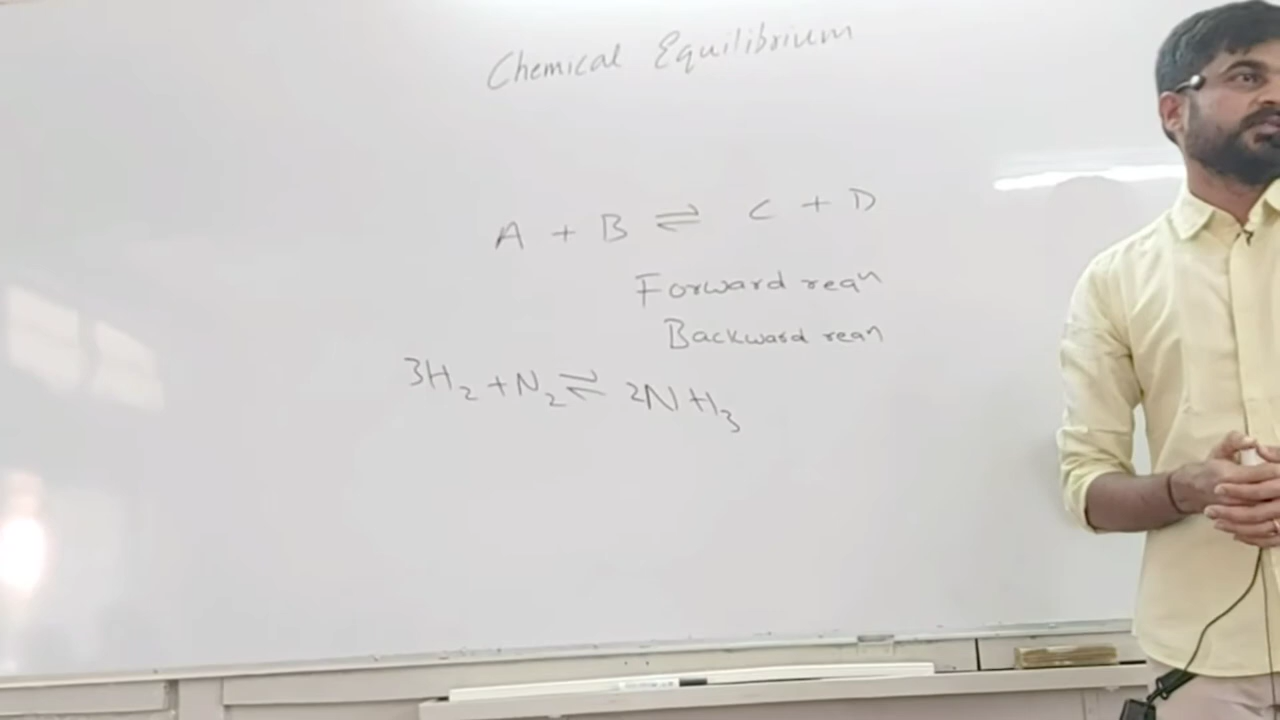 Chemical Equilibrium
A + B ⇌ C + D
Forward reaⁿ
Backward reaⁿ
3H₂ + N₂ ⇌ 2NH₃